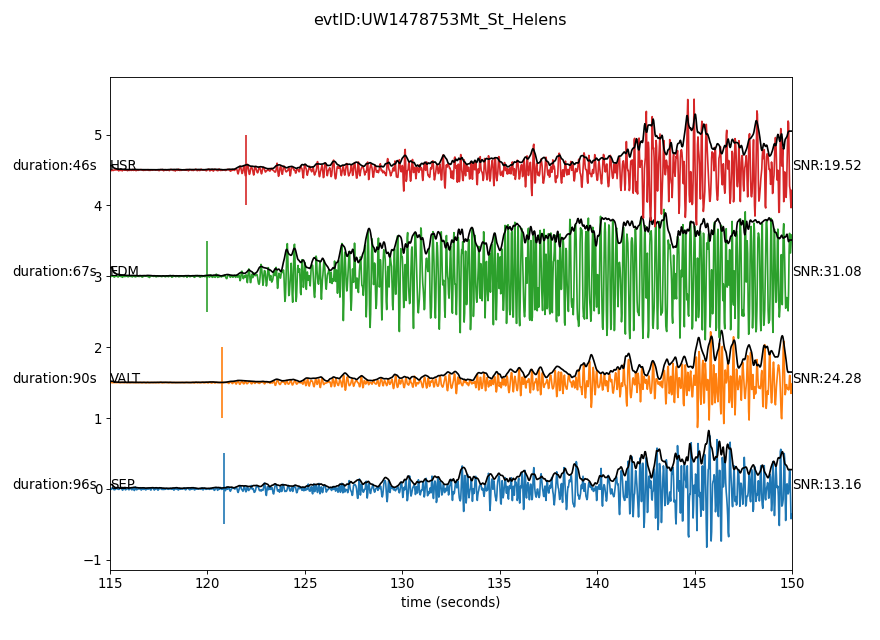 evtID:UW1478753Mt_St_Helens
5
duration:46s HSR SNR:19.52
4
duration:67s EDM SNR:31.08
3
2
duration:90s VALT SNR:24.28
1
duration:96s SEP SNR:13.16
0
−1
115 120 125 130 135 140 145 150
time (seconds)